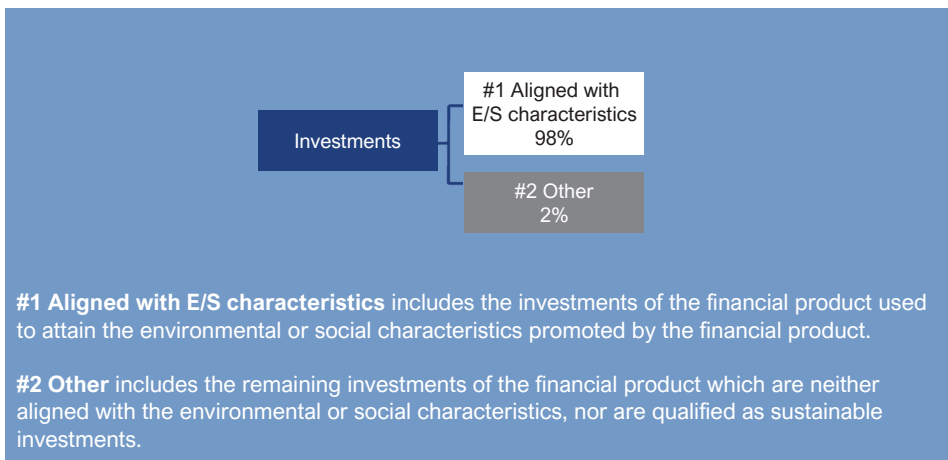 #1 Aligned with
E/S characteristics
98%
Investments
#2 Other
2%
#1 Aligned with E/S characteristics includes the investments of the financial product used
to attain the environmental or social characteristics promoted by the financial product.
#2 Other includes the remaining investments of the financial product which are neither
aligned with the environmental or social characteristics, nor are qualified as sustainable
investments.